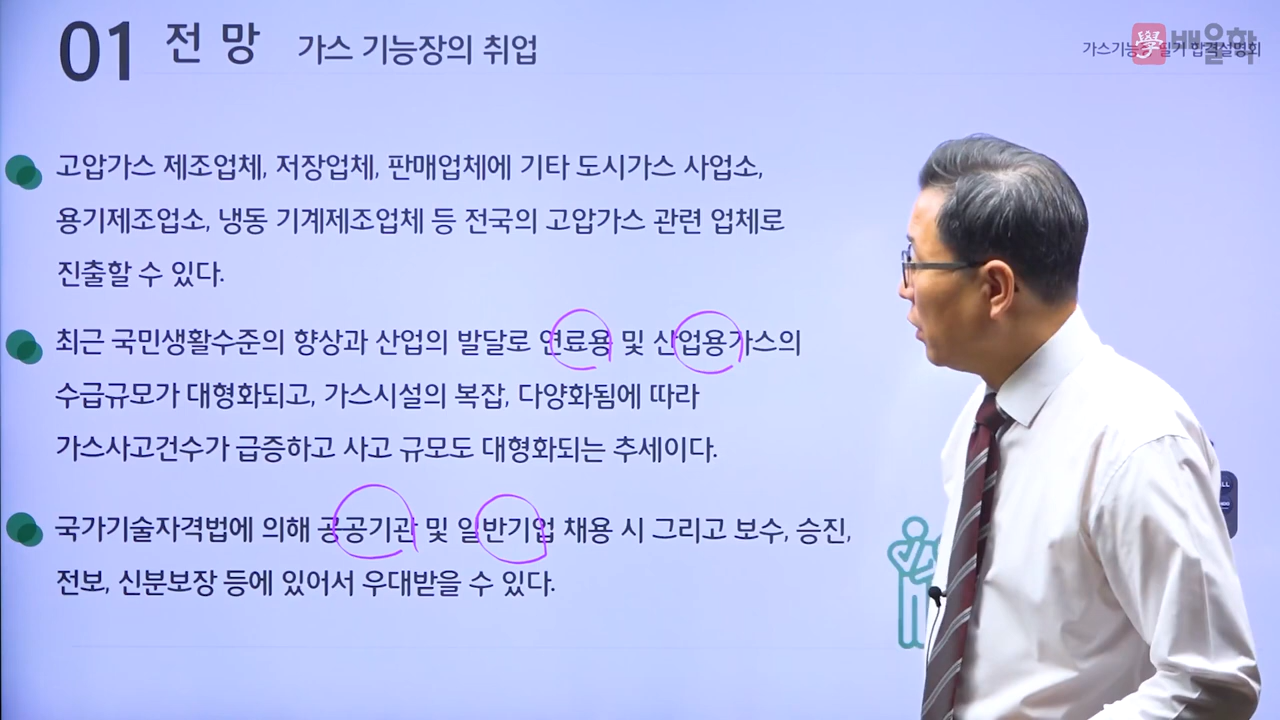 01 전 망 가스 기능장의 취업
學 배울학
합격설명회
고압가스 제조업체, 저장업체, 판매업체에 기타 도시가스 사업소,
용기제조업소, 냉동 기계제조업체 등 전국의 고압가스 관련 업체로
진출할 수 있다.
최근 국민생활수준의 향상과 산업의 발달로 연료용 및 산업용가스의
수급규모가 대형화되고, 가스시설의 복잡, 다양화됨에 따라
가스사고건수가 급증하고 사고 규모도 대형화되는 추세이다.
국가기술자격법에 의해 공공기관 및 일반기업 채용 시 그리고 보수, 승진,
전보, 신분보장 등에 있어서 우대받을 수 있다.